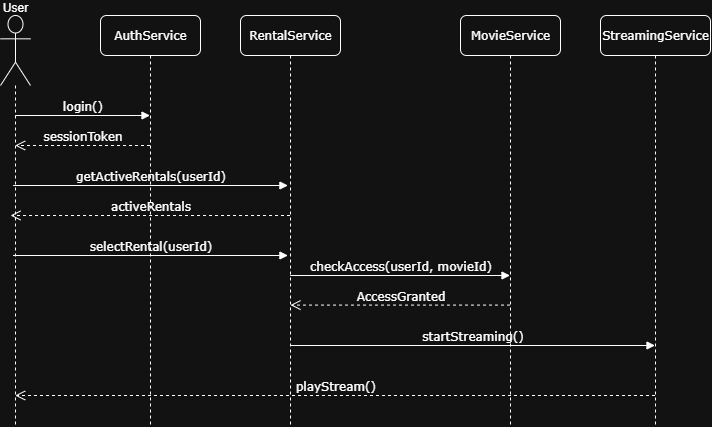 User
AuthService
RentalService
MovieService
StreamingService
login()
sessionToken
getActiveRentals(userId)
activeRentals
selectRental(userId)
checkAccess(userId, movieId)
AccessGranted
startStreaming()
playStream()